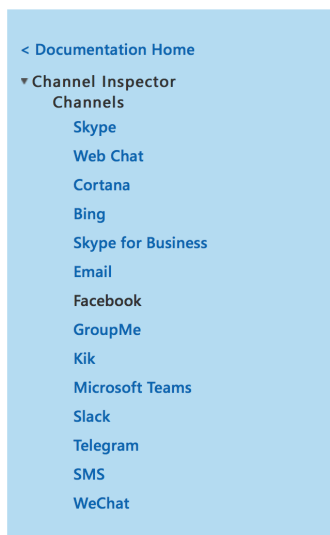 < Documentation Home
Channel Inspector
Channels
Skype
Web Chat
Cortana
Bing
Skype for Business
Email
Facebook
GroupMe
Kik
Microsoft Teams
Slack
Telegram
SMS
WeChat